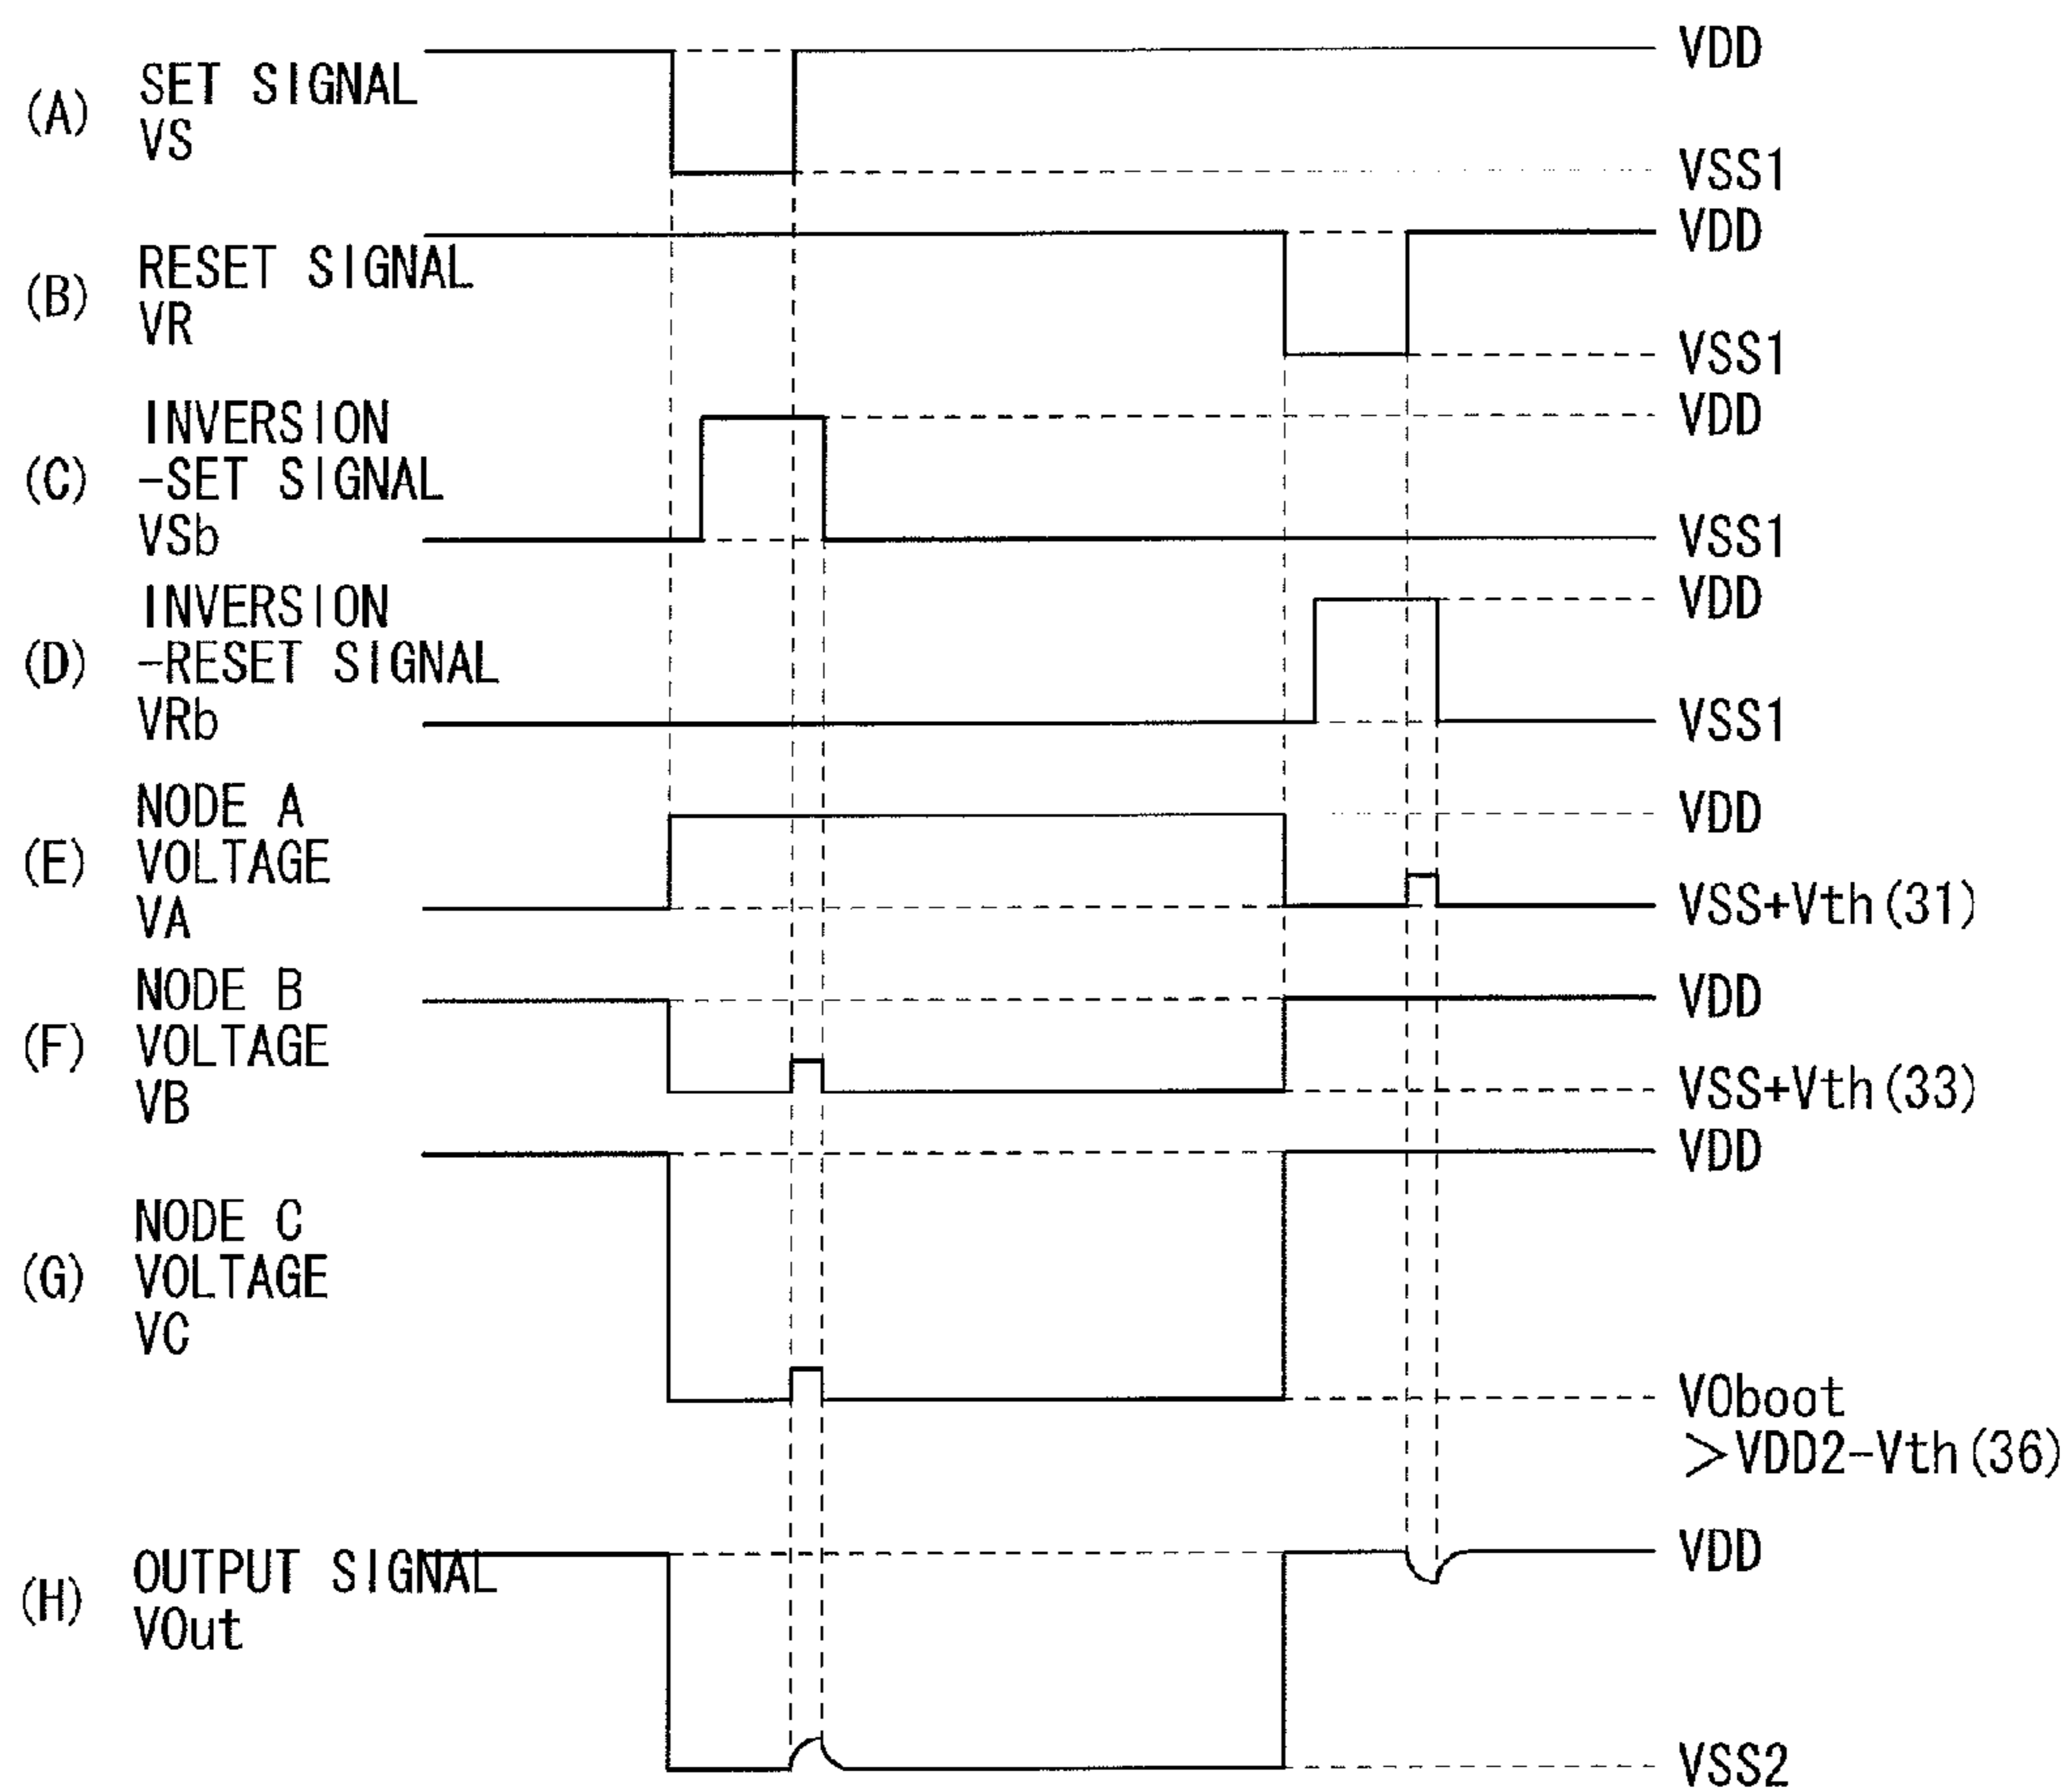 (A) SET SIGNAL
VS
VDD
VSS1
(B) RESET SIGNAL
VR
VDD
VSS1
(C) INVERSION
-SET SIGNAL
VSb
VDD
VSS1
(D) INVERSION
-RESET SIGNAL
VRb
VDD
VSS1
(E) NODE A
VOLTAGE
VA
VDD
VSS+Vth(31)
(F) NODE B
VOLTAGE
VB
VDD
VSS+Vth(33)
(G) NODE C
VOLTAGE
VC
VDD
VOboot
>VDD2-Vth(36)
(H) OUTPUT SIGNAL
VOut
VDD
VSS2